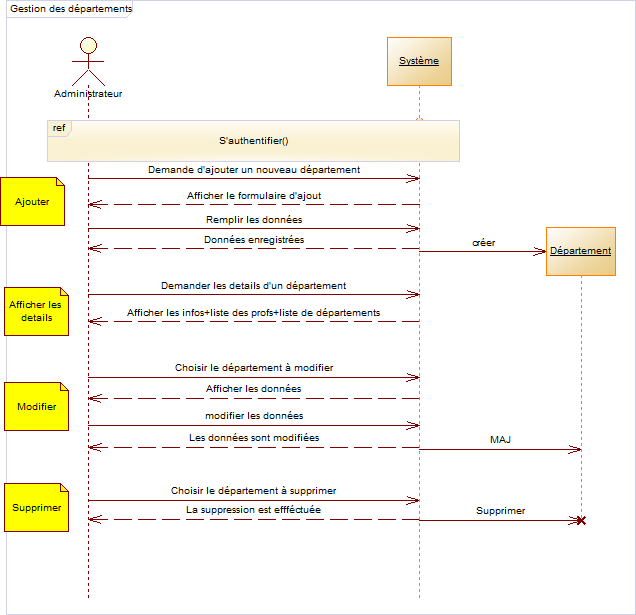 Gestion des départements
Système
Administrateur
ref
S'authentifier()
Demande d'ajouter un nouveau département
Ajouter
Afficher le formulaire d'ajout
Remplir les données
Données enregistrées
créer
Département
Demander les details d'un département
Afficher les
details
Afficher les infos+liste des profs+liste de départements
Choisir le département à modifier
Afficher les données
Modifier
modifier les données
Les données sont modifiées
MAJ
Choisir le département à supprimer
Supprimer
La suppression est effféctuée
Supprimer